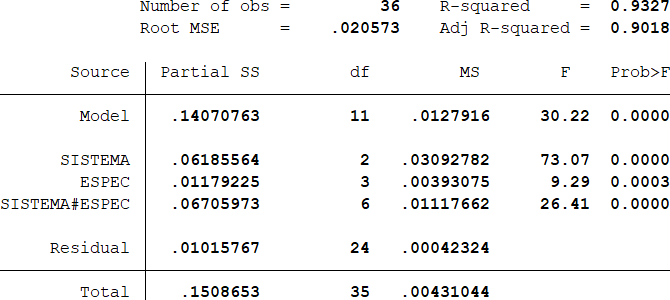 Number of obs = 36 R-squared = 0.9327
Root MSE = .020573 Adj R-squared = 0.9018
Source Partial SS df MS F Prob>F
Model .14070763 11 .0127916 30.22 0.0000
SISTEMA .06185564 2 .03092782 73.07 0.0000
ESPEC .01179225 3 .00393075 9.29 0.0003
SISTEMA#ESPEC .06705973 6 .01117662 26.41 0.0000
Residual .01015767 24 .00042324
Total .1508653 35 .00431044